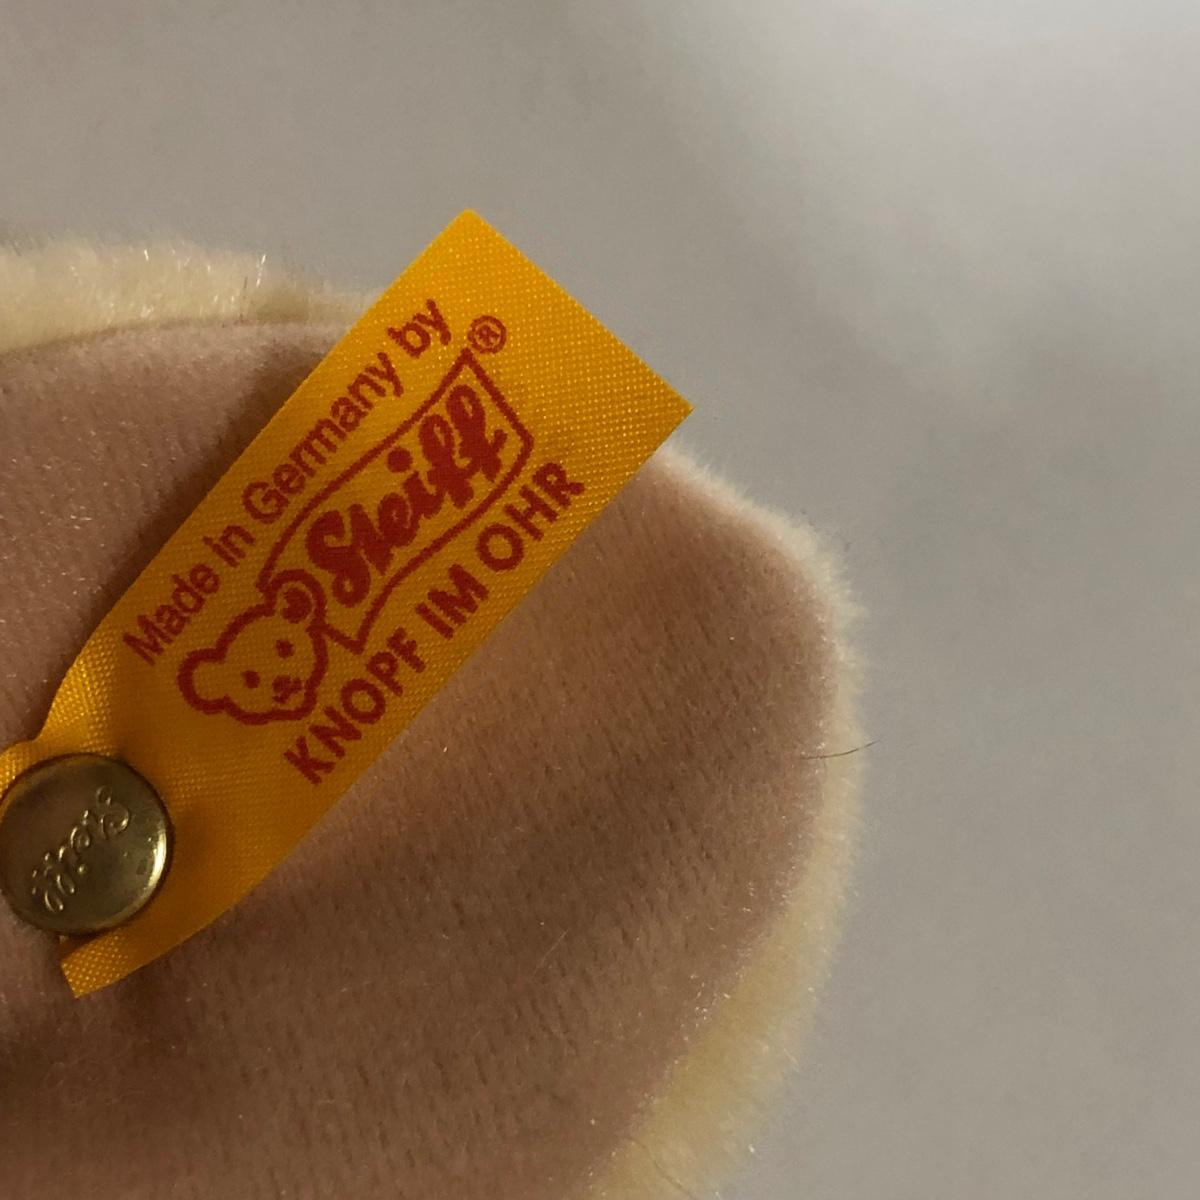 Made in Germany by
Steiff®
KNOPF IM OHR
Steiff